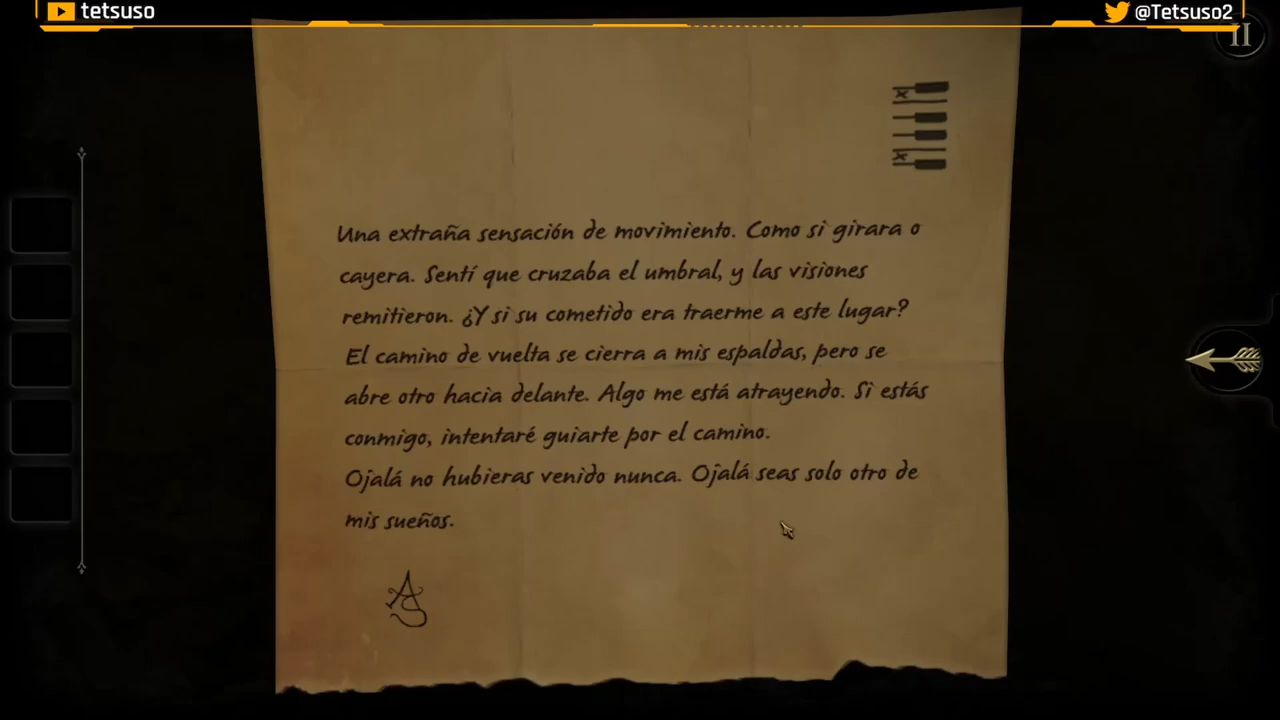 tetsuso
@Tetsuso2
Una extraña sensación de movimiento. Como si girara o
cayera. Sentí que cruzaba el umbral, y las visiones
remitieron. ¿Y si su cometido era traerme a este lugar?
El camino de vuelta se cierra a mis espaldas, pero se
abre otro hacia delante. Algo me está atrayendo. Si estás
conmigo, intentaré guiarte por el camino.
Ojalá no hubieras venido nunca. Ojalá seas solo otro de
mis sueños.
AS